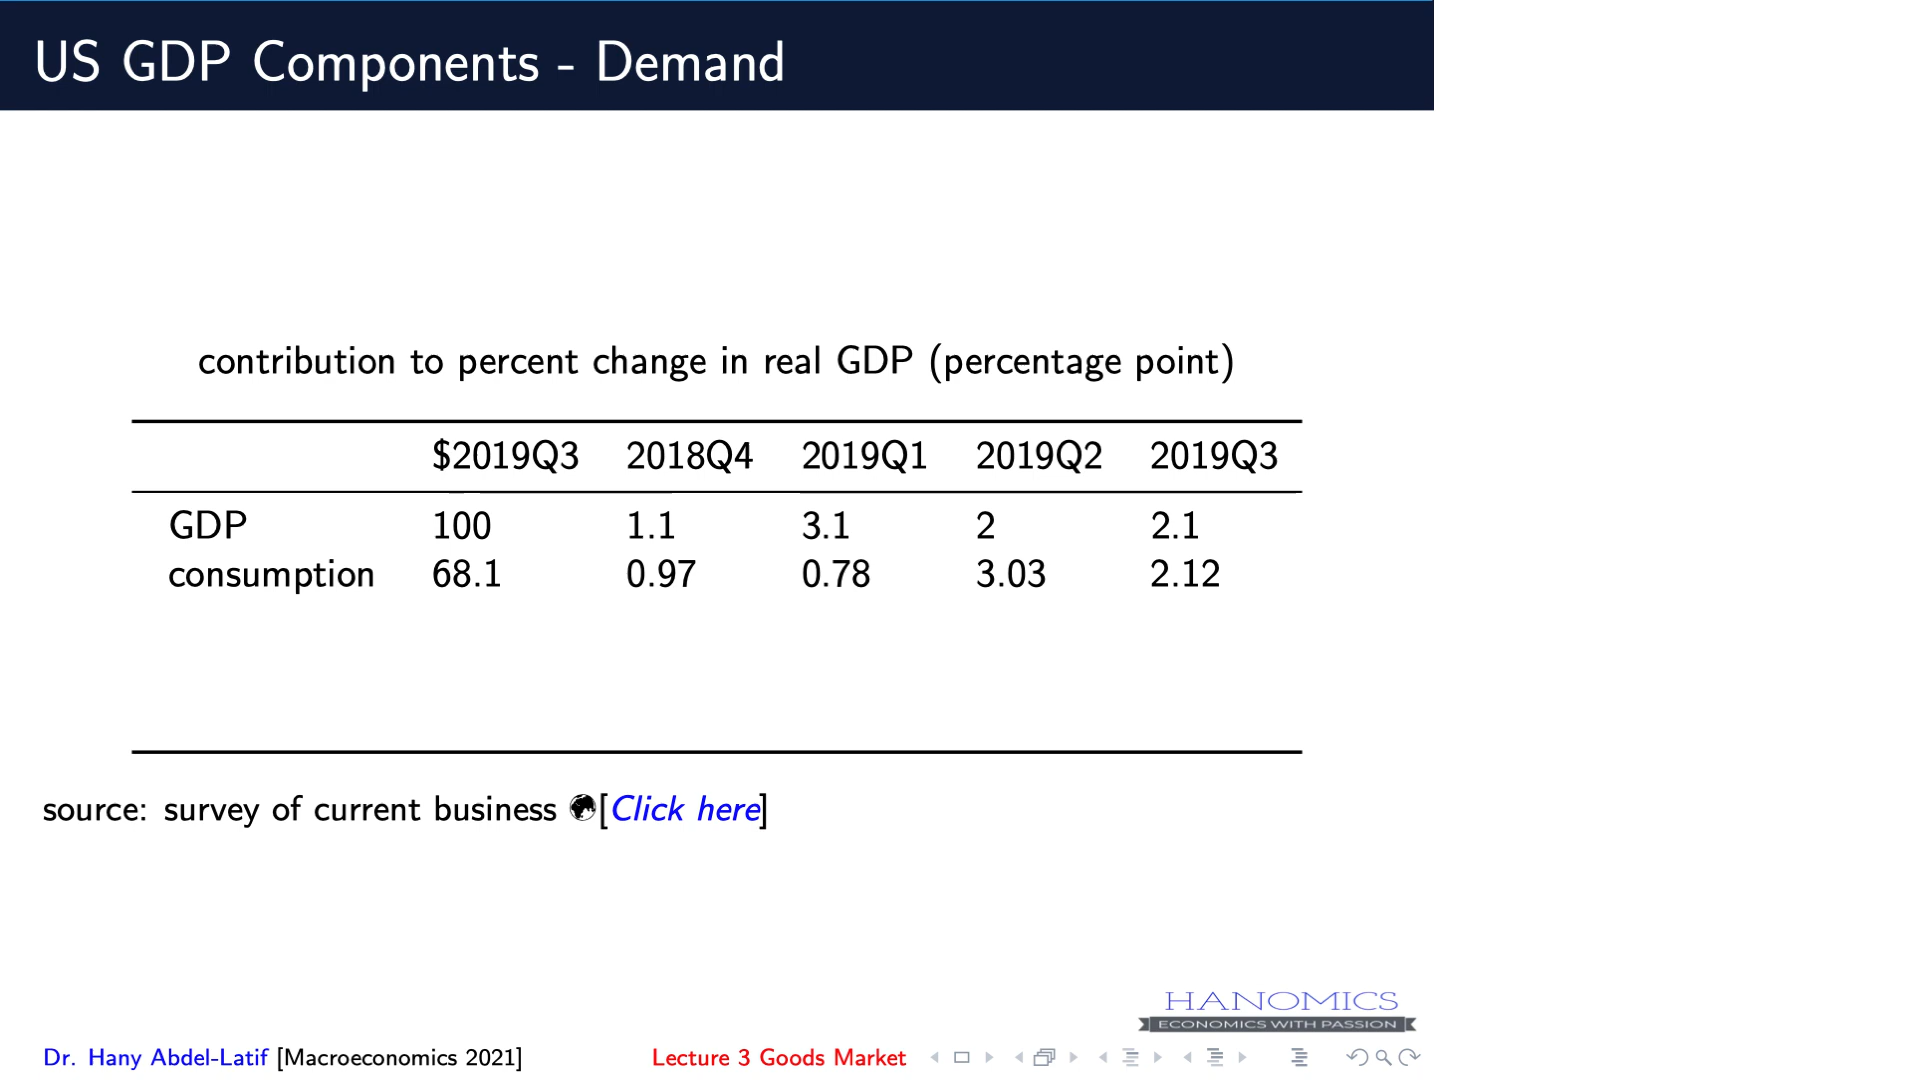 US GDP Components - Demand
contribution to percent change in real GDP (percentage point)
$2019Q3 2018Q4 2019Q1 2019Q2 2019Q3
GDP 100 1.1 3.1 2 2.1
consumption 68.1 0.97 0.78 3.03 2.12
source: survey of current business [Click here]
HANOMICS
ECONOMICS WITH PASSION
Dr. Hany Abdel-Latif [Macroeconomics 2021] Lecture 3 Goods Market